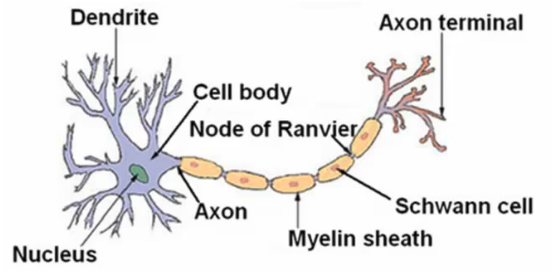 Dendrite
Axon terminal
Cell body
Node of Ranvier
Axon
Schwann cell
Myelin sheath
Nucleus